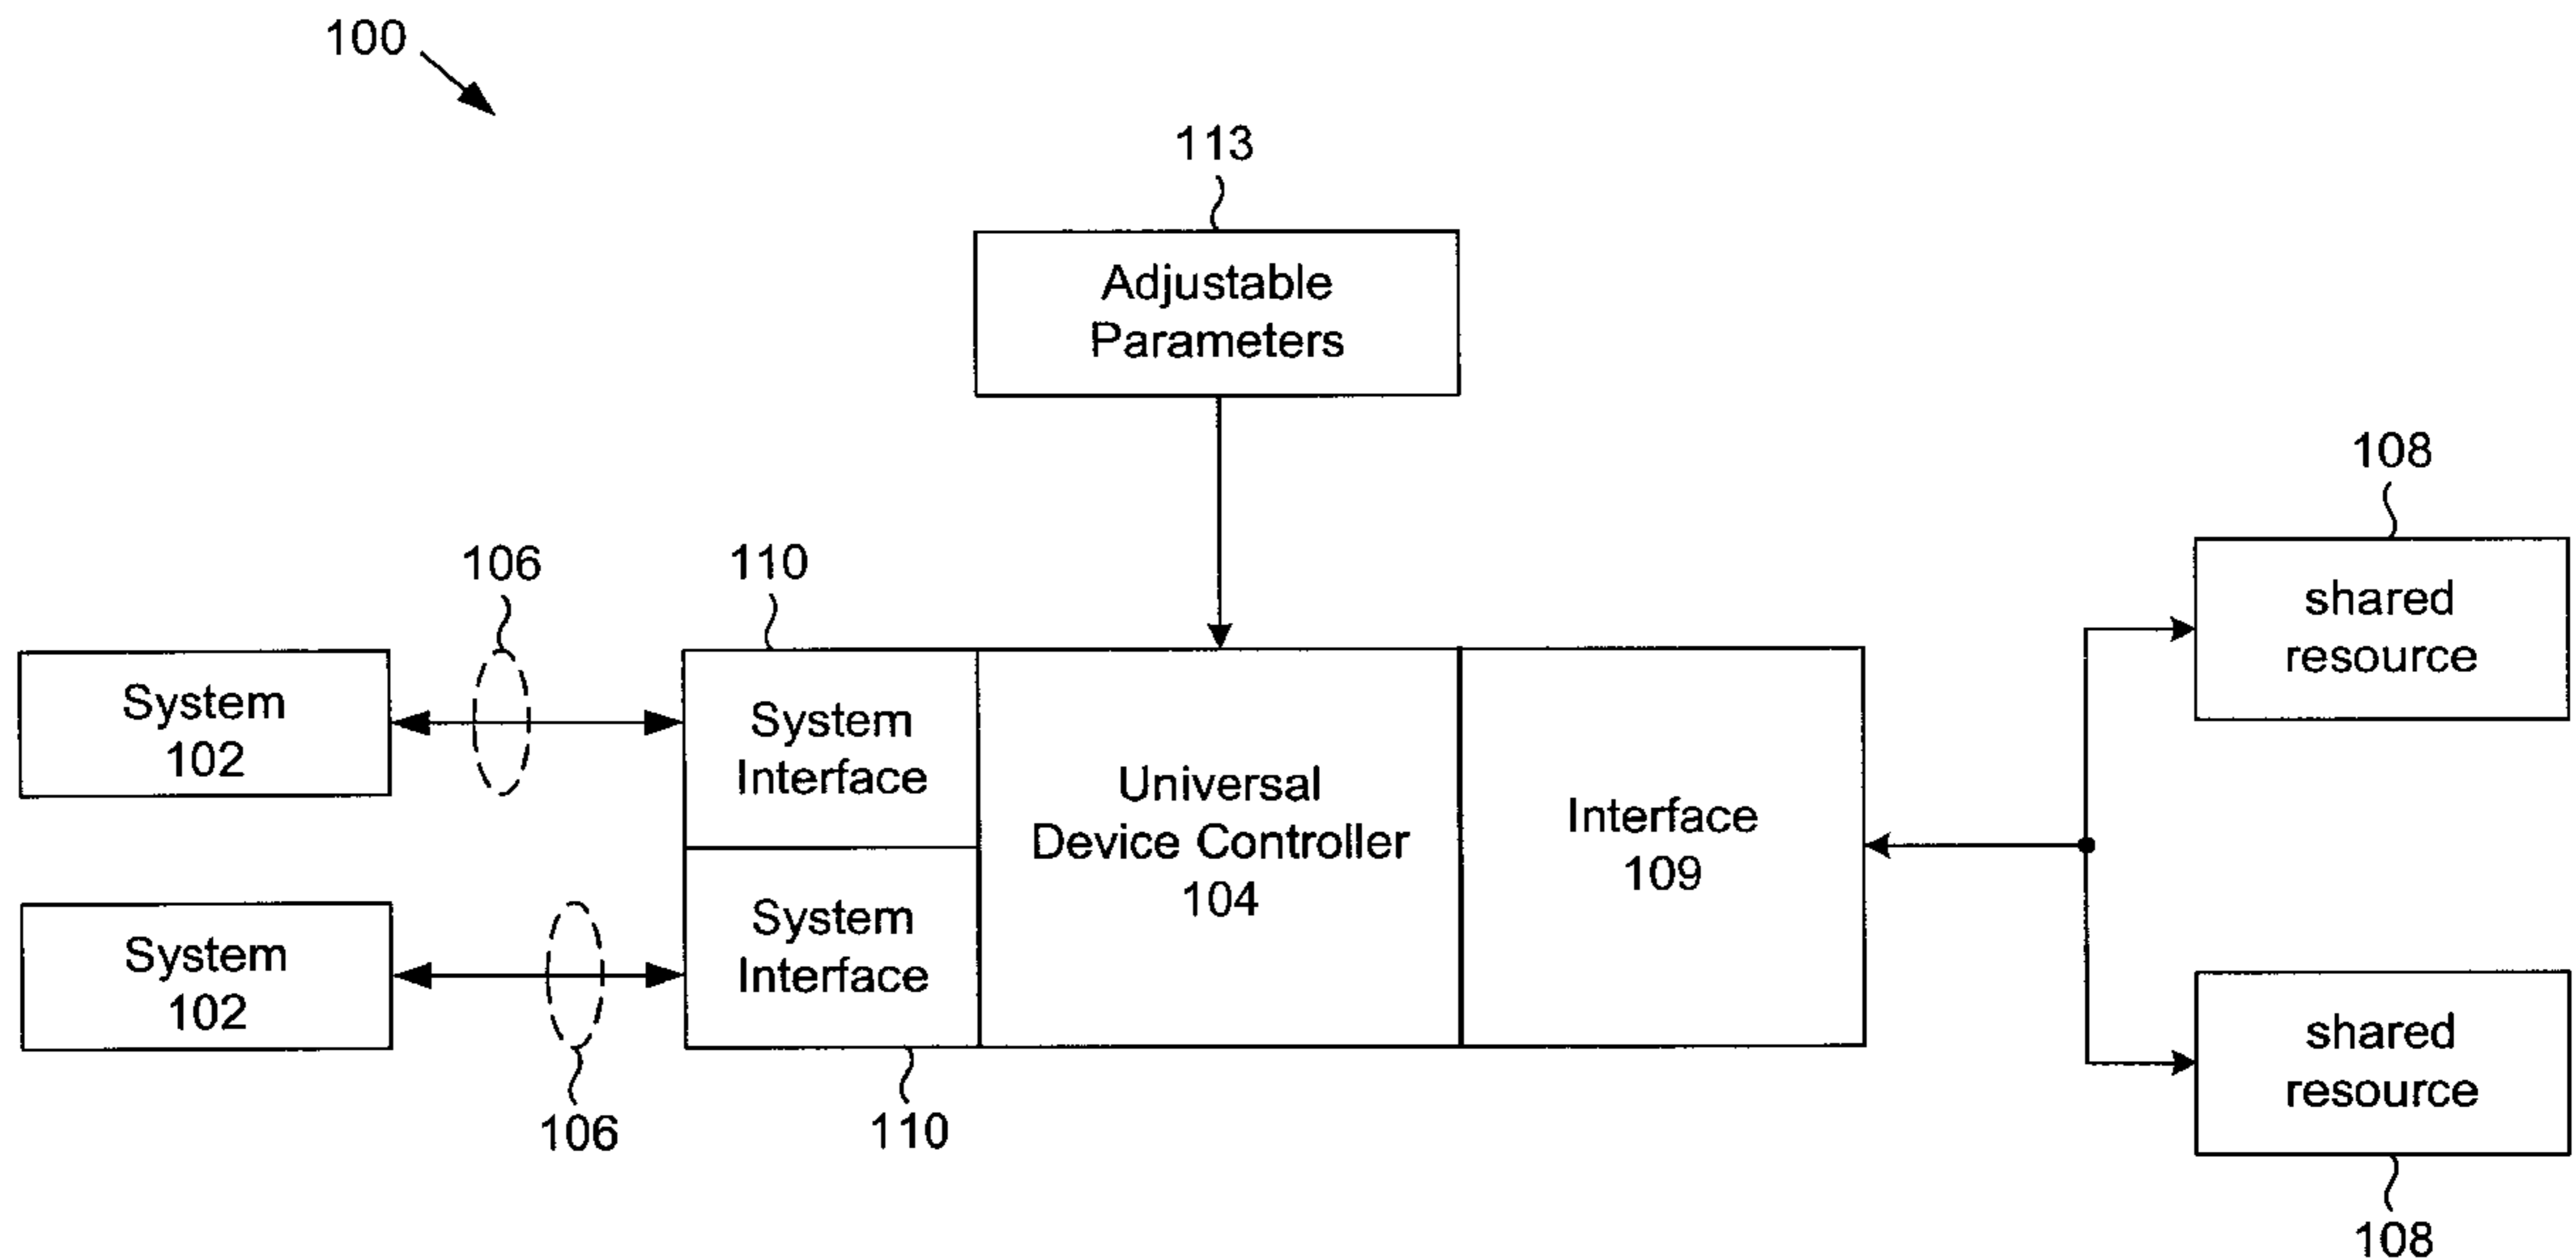 100
113
Adjustable
Parameters
108
106
110
shared
resource
System
102
System
Interface
Universal
Device Controller
104
Interface
109
System
102
System
Interface
shared
resource
106
110
108